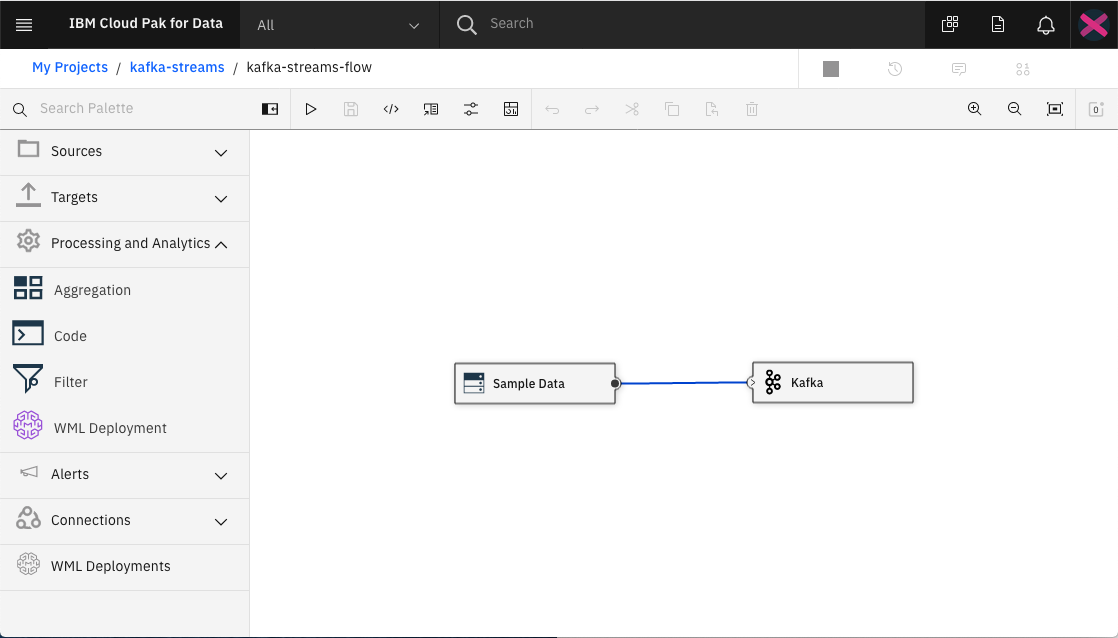 IBM Cloud Pak for Data
All
Search
My Projects / kafka-streams / kafka-streams-flow
Search Palette
</>
0
Sources
Targets
Processing and Analytics
Aggregation
Code
Filter
WML Deployment
Alerts
Connections
WML Deployments
Sample Data
Kafka